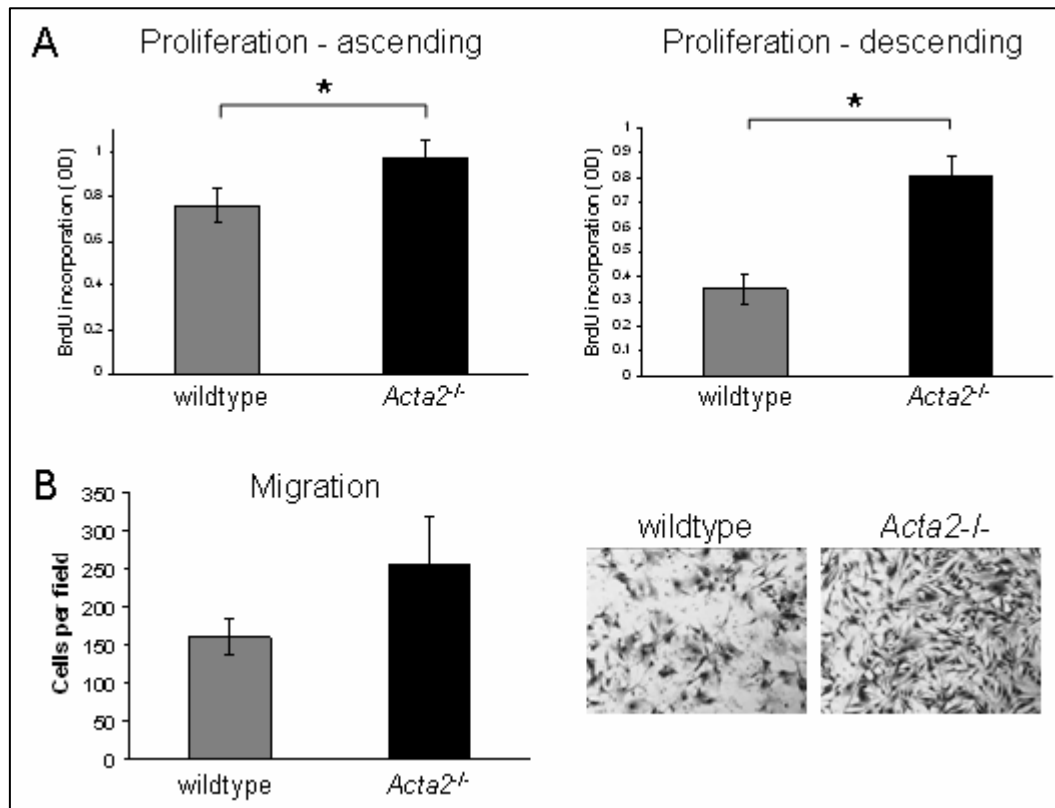 A
Proliferation - ascending
*
BrdU incorporation (OD)
1
0.8
0.6
0.4
0.2
0
wildtype
Acta2-/-
Proliferation - descending
*
BrdU incorporation (OD)
1
0.9
0.8
0.7
0.6
0.5
0.4
0.3
0.2
0.1
0
wildtype
Acta2-/-
B
Migration
Cells per field
350
300
250
200
150
100
50
0
wildtype
Acta2-/-
wildtype
Acta2-/-